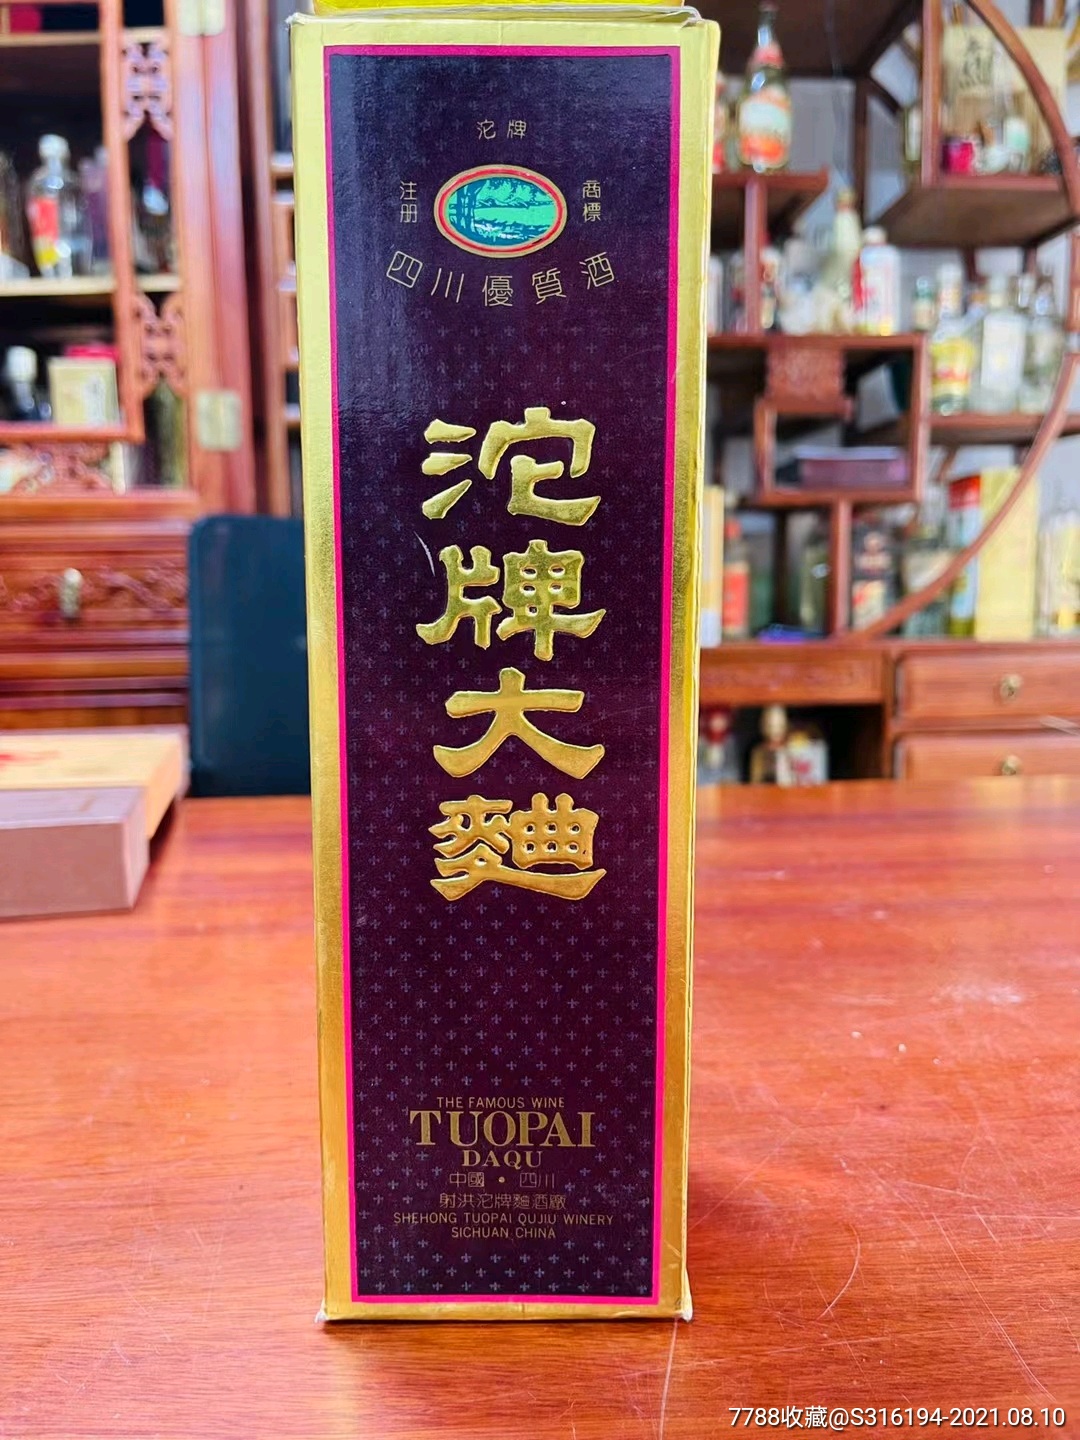 沱牌
注册
商標
四川優質酒
沱牌大麯
THE FAMOUS WINE
TUOPAI
DAQU
中國·四川
射洪沱牌麯酒廠
SHEHONG TUOPAI QUJIU WINERY
SICHUAN CHINA
7788收藏@S316194-2021.08.10